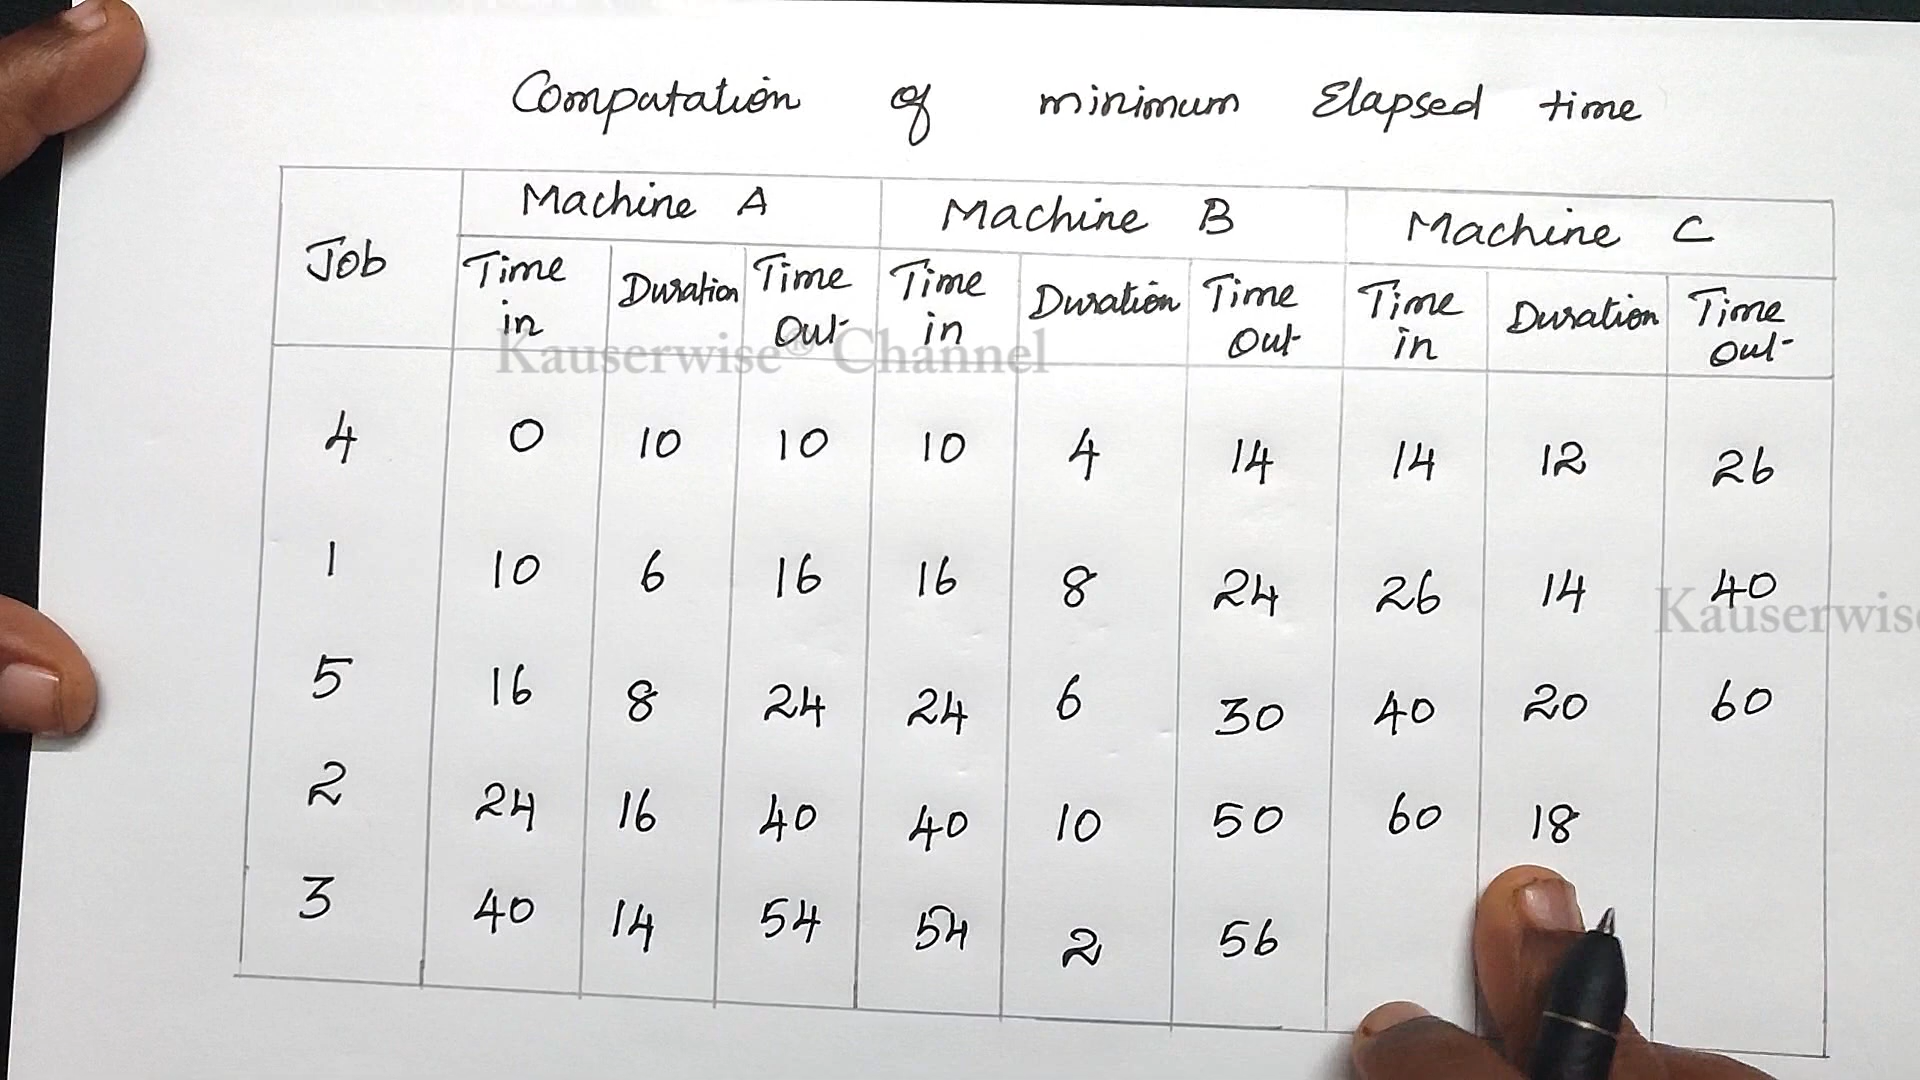 Computation of minimum Elapsed time
Job Machine A Machine B Machine C
Time in Duration Time Out Time in Duration Time Out Time in Duration Time Out
Kauserwise® Channel
4 0 10 10 10 4 14 14 12 26
1 10 6 16 16 8 24 26 14 40
Kauserwise
5 16 8 24 24 6 30 40 20 60
2 24 16 40 40 10 50 60 18
3 40 14 54 54 2 56